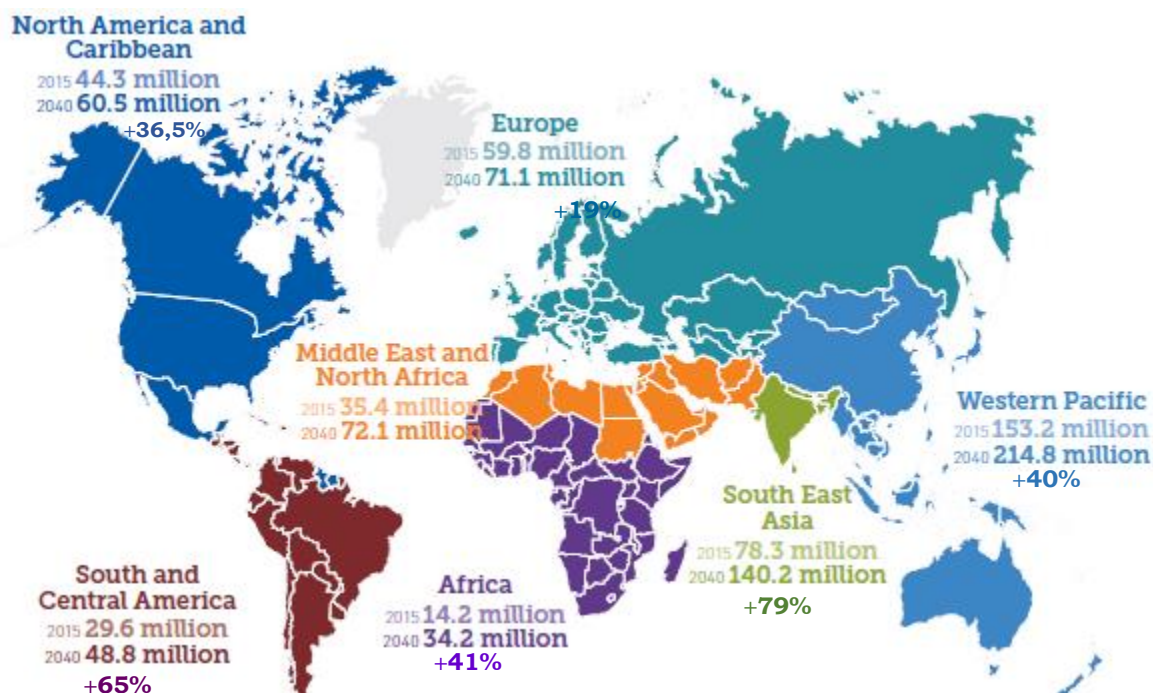 North America and
Caribbean
2015 44.3 million
2040 60.5 million
+36,5%
Europe
2015 59.8 million
2040 71.1 million
+19%
Middle East and
North Africa
2015 35.4 million
2040 72.1 million
Western Pacific
2015 153.2 million
2040 214.8 million
+40%
South East
Asia
2015 78.3 million
2040 140.2 million
+79%
South and
Central America
2015 29.6 million
2040 48.8 million
+65%
Africa
2015 14.2 million
2040 34.2 million
+41%